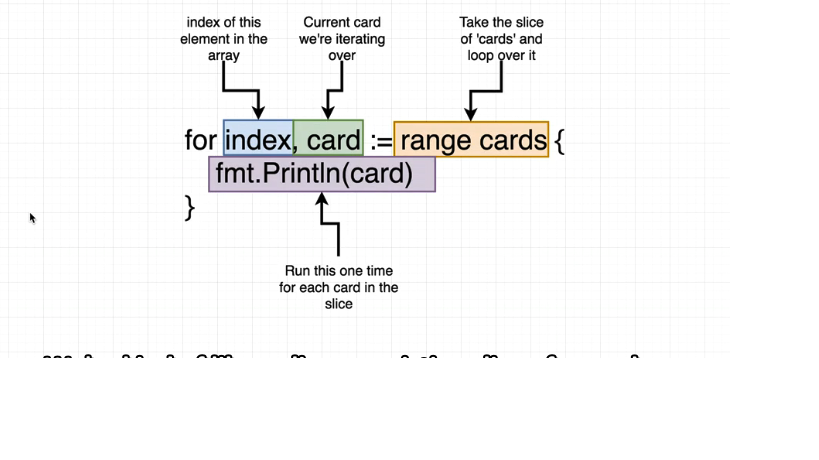 index of this
element in the
array
Current card
we're iterating
over
Take the slice
of 'cards' and
loop over it
for index, card := range cards {
fmt.Println(card)
}
Run this one time
for each card in the
slice